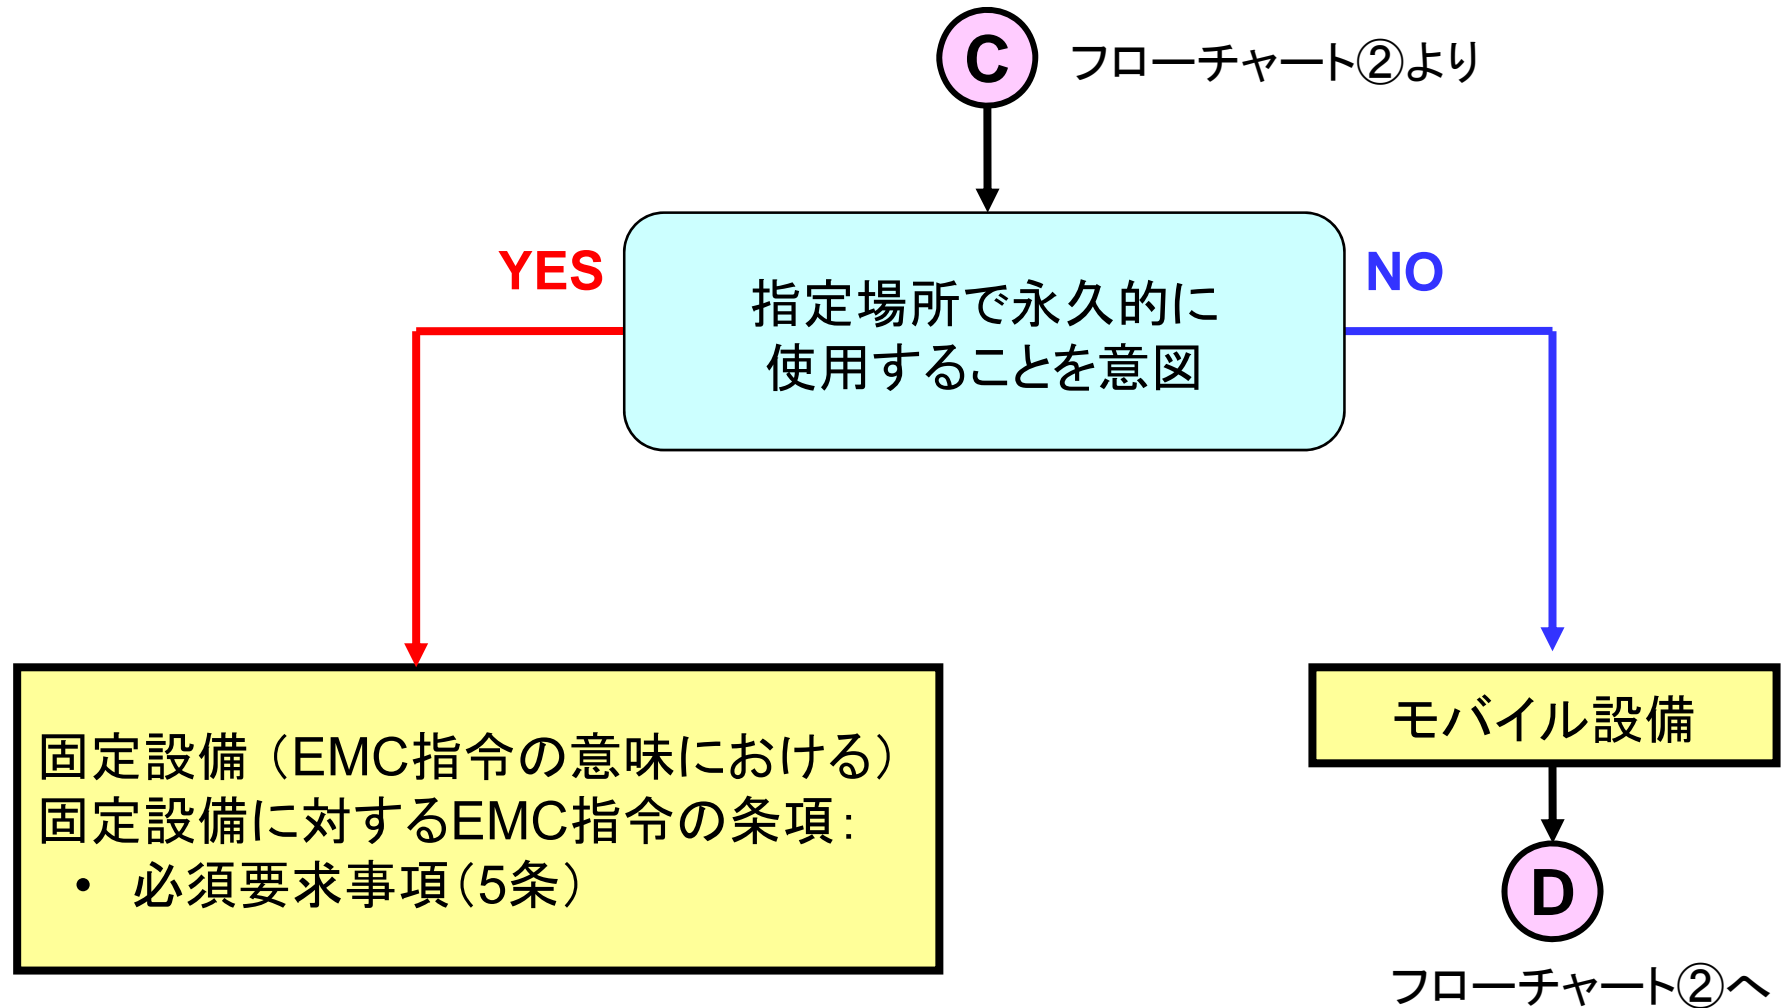 C
フローチャート②より
YES
NO
指定場所で永久的に
使用することを意図
固定設備（EMC指令の意味における）
固定設備に対するEMC指令の条項：
• 必須要求事項（5条）
モバイル設備
D
フローチャート②へ